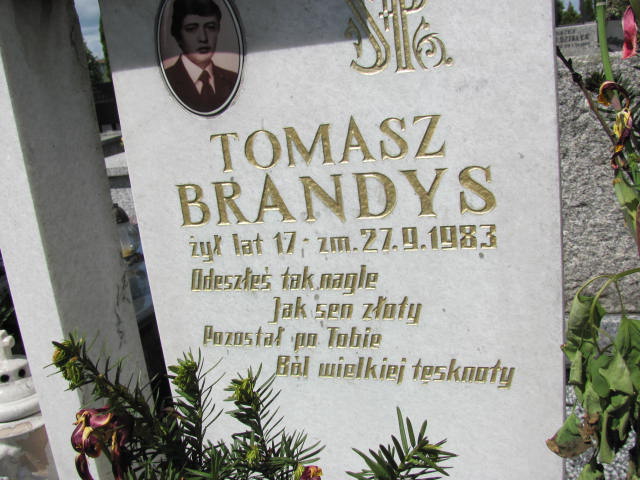 Ś.P.
TOMASZ
BRANDYS
żył lat 17 - zm. 27.9.1983
Odeszłeś tak nagle
Jak sen złoty
Pozostał po Tobie
Ból wielkiej tęsknoty